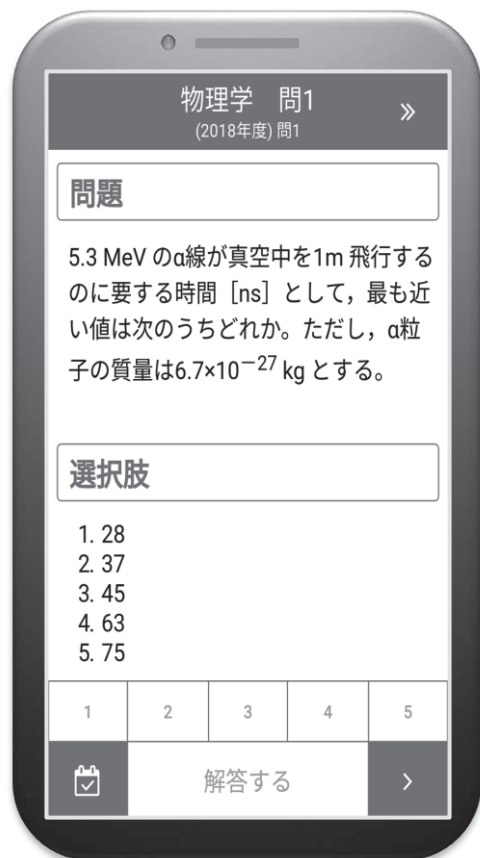 物理学　問1
(2018年度) 問1
»
問題
5.3 MeV のα線が真空中を1m 飛行する
のに要する時間［ns］として，最も近
い値は次のうちどれか。ただし，α粒
子の質量は6.7×10⁻²⁷ kg とする。
選択肢
1. 28
2. 37
3. 45
4. 63
5. 75
1 2 3 4 5
解答する